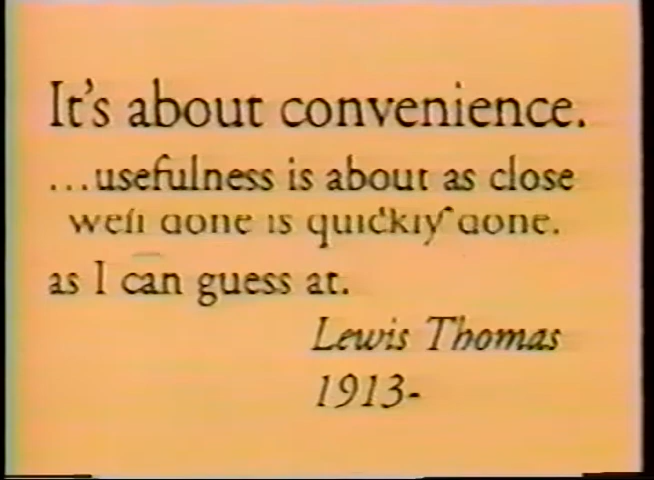 It's about convenience.
...usefulness is about as close
well done is quickly done.
as I can guess at.
Lewis Thomas
1913-